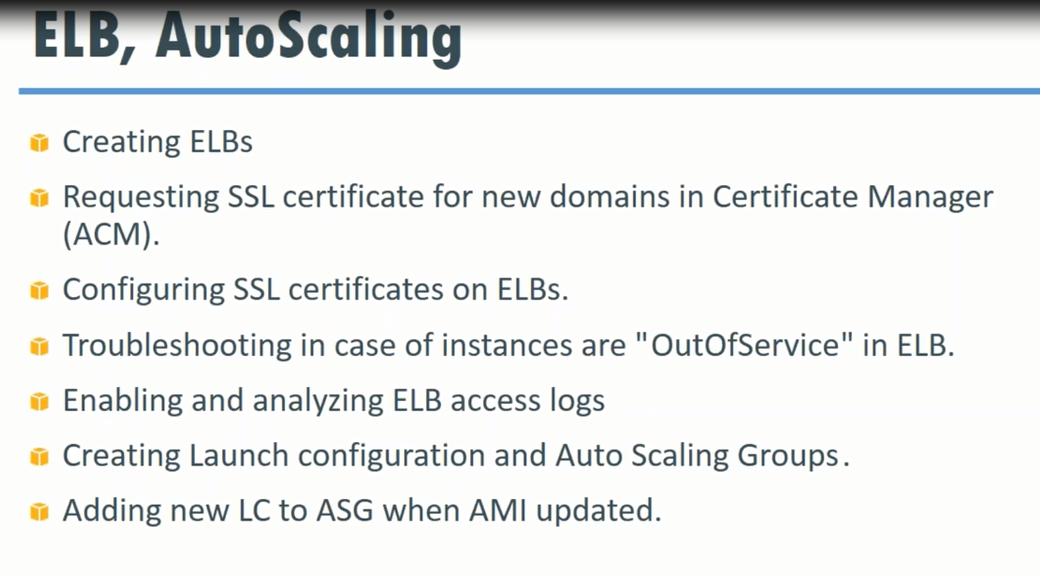 ELB, AutoScaling
Creating ELBs
Requesting SSL certificate for new domains in Certificate Manager
(ACM).
Configuring SSL certificates on ELBs.
Troubleshooting in case of instances are "OutOfService" in ELB.
Enabling and analyzing ELB access logs
Creating Launch configuration and Auto Scaling Groups.
Adding new LC to ASG when AMI updated.